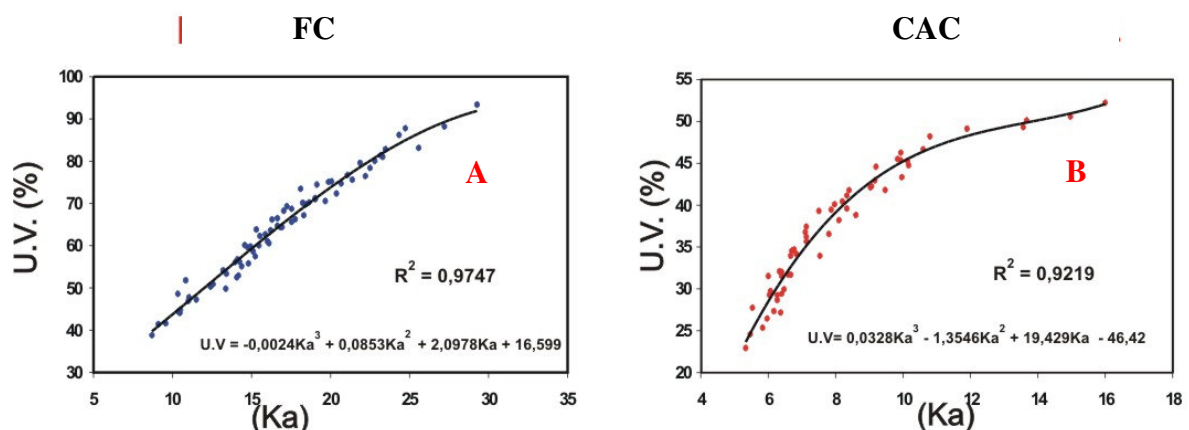 FC
100
90
80
70
60
50
40
30
U.V. (%)
A
R² = 0,9747
U.V = -0,0024Ka³ + 0,0853Ka² + 2,0978Ka + 16,599
5 10 15 20 25 30 35
(Ka)
CAC
55
50
45
40
35
30
25
20
U.V. (%)
B
R² = 0,9219
U.V= 0,0328Ka³ - 1,3546Ka² + 19,429Ka - 46,42
4 6 8 10 12 14 16 18
(Ka)